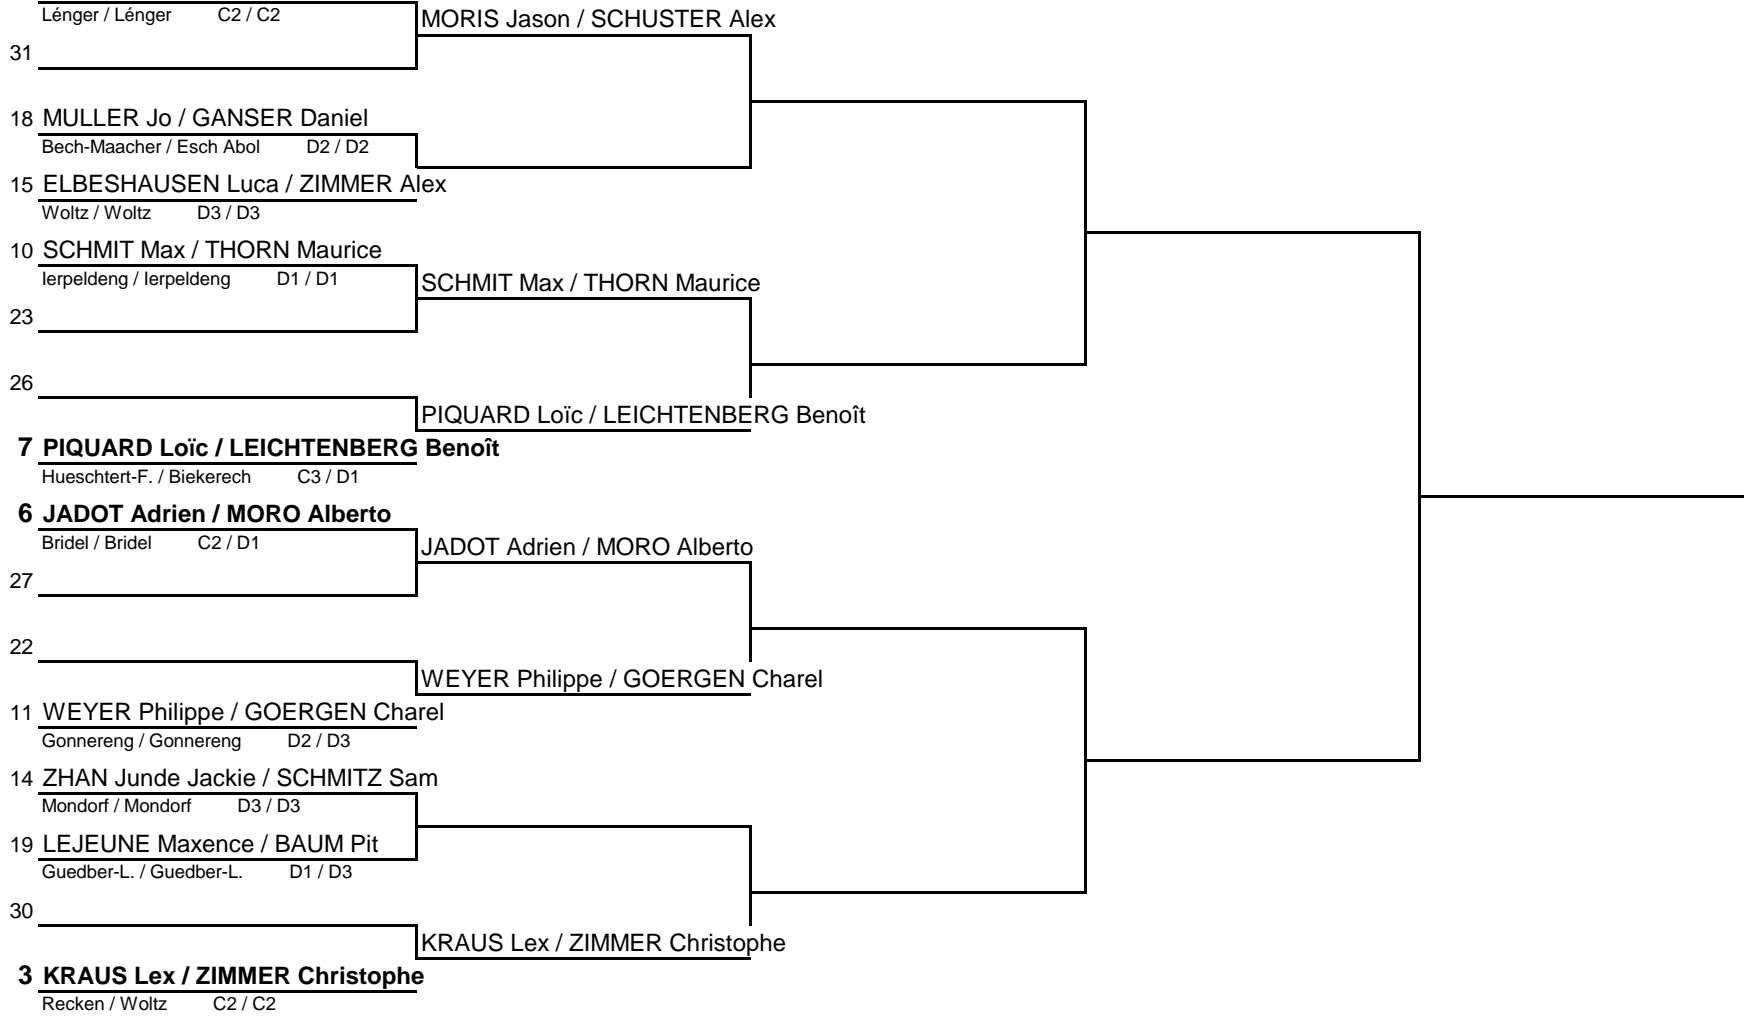 Lénger / Lénger C2 / C2
MORIS Jason / SCHUSTER Alex
31
18 MULLER Jo / GANSER Daniel
Bech-Maacher / Esch Abol D2 / D2
15 ELBESHAUSEN Luca / ZIMMER Alex
Woltz / Woltz D3 / D3
10 SCHMIT Max / THORN Maurice
Ierpeldeng / Ierpeldeng D1 / D1
SCHMIT Max / THORN Maurice
23
26
PIQUARD Loïc / LEICHTENBERG Benoît
7 PIQUARD Loïc / LEICHTENBERG Benoît
Hueschtert-F. / Biekerech C3 / D1
6 JADOT Adrien / MORO Alberto
Bridel / Bridel C2 / D1
JADOT Adrien / MORO Alberto
27
22
WEYER Philippe / GOERGEN Charel
11 WEYER Philippe / GOERGEN Charel
Gonnereng / Gonnereng D2 / D3
14 ZHAN Junde Jackie / SCHMITZ Sam
Mondorf / Mondorf D3 / D3
19 LEJEUNE Maxence / BAUM Pit
Guedber-L. / Guedber-L. D1 / D3
30
KRAUS Lex / ZIMMER Christophe
3 KRAUS Lex / ZIMMER Christophe
Recken / Woltz C2 / C2